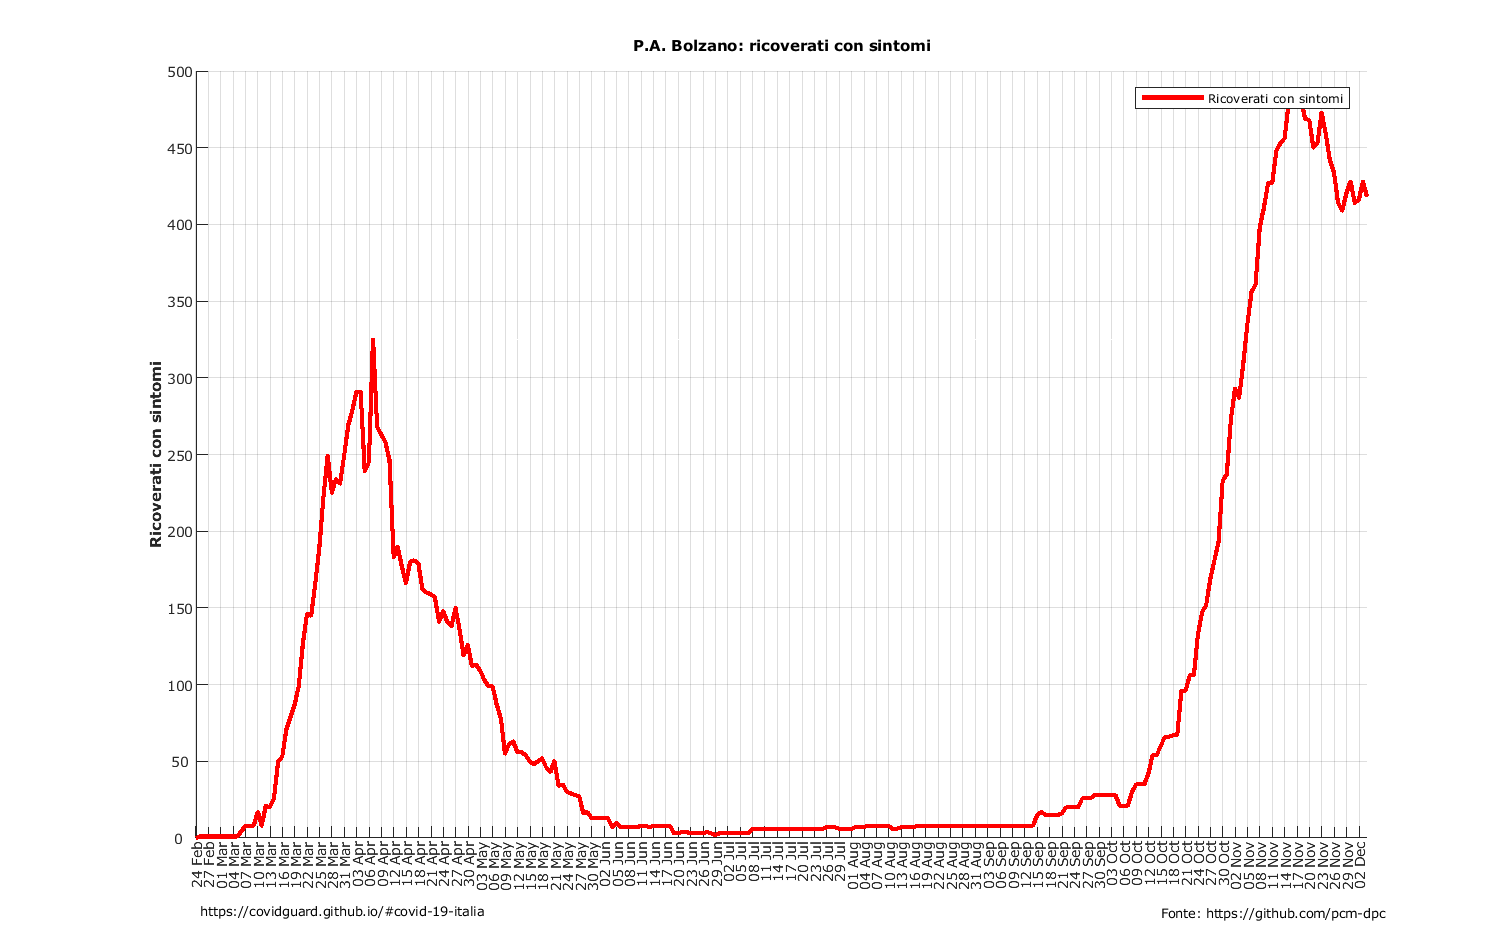 P.A. Bolzano: ricoverati con sintomi
Ricoverati con sintomi
500
450
400
350
300
250
200
150
100
50
0
Ricoverati con sintomi
24 Feb
27 Feb
01 Mar
04 Mar
07 Mar
10 Mar
13 Mar
16 Mar
19 Mar
22 Mar
25 Mar
28 Mar
31 Mar
03 Apr
06 Apr
09 Apr
12 Apr
15 Apr
18 Apr
21 Apr
24 Apr
27 Apr
30 Apr
03 May
06 May
09 May
12 May
15 May
18 May
21 May
24 May
27 May
30 May
02 Jun
05 Jun
08 Jun
11 Jun
14 Jun
17 Jun
20 Jun
23 Jun
26 Jun
29 Jun
02 Jul
05 Jul
08 Jul
11 Jul
14 Jul
17 Jul
20 Jul
23 Jul
26 Jul
29 Jul
01 Aug
04 Aug
07 Aug
10 Aug
13 Aug
16 Aug
19 Aug
22 Aug
25 Aug
28 Aug
31 Aug
03 Sep
06 Sep
09 Sep
12 Sep
15 Sep
18 Sep
21 Sep
24 Sep
27 Sep
30 Sep
03 Oct
06 Oct
09 Oct
12 Oct
15 Oct
18 Oct
21 Oct
24 Oct
27 Oct
30 Oct
02 Nov
05 Nov
08 Nov
11 Nov
14 Nov
17 Nov
20 Nov
23 Nov
26 Nov
29 Nov
02 Dec
https://covidguard.github.io/#covid-19-italia
Fonte: https://github.com/pcm-dpc